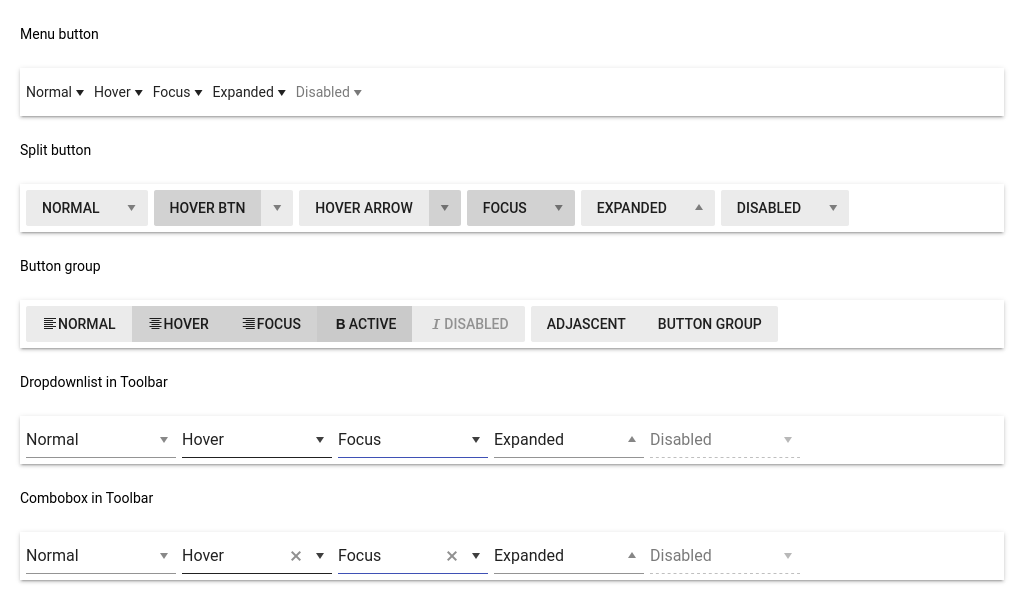 Menu button
Normal Hover Focus Expanded Disabled
Split button
NORMAL HOVER BTN HOVER ARROW FOCUS EXPANDED DISABLED
Button group
NORMAL HOVER FOCUS B ACTIVE I DISABLED ADJASCENT BUTTON GROUP
Dropdownlist in Toolbar
Normal Hover Focus Expanded Disabled
Combobox in Toolbar
Normal Hover Focus Expanded Disabled